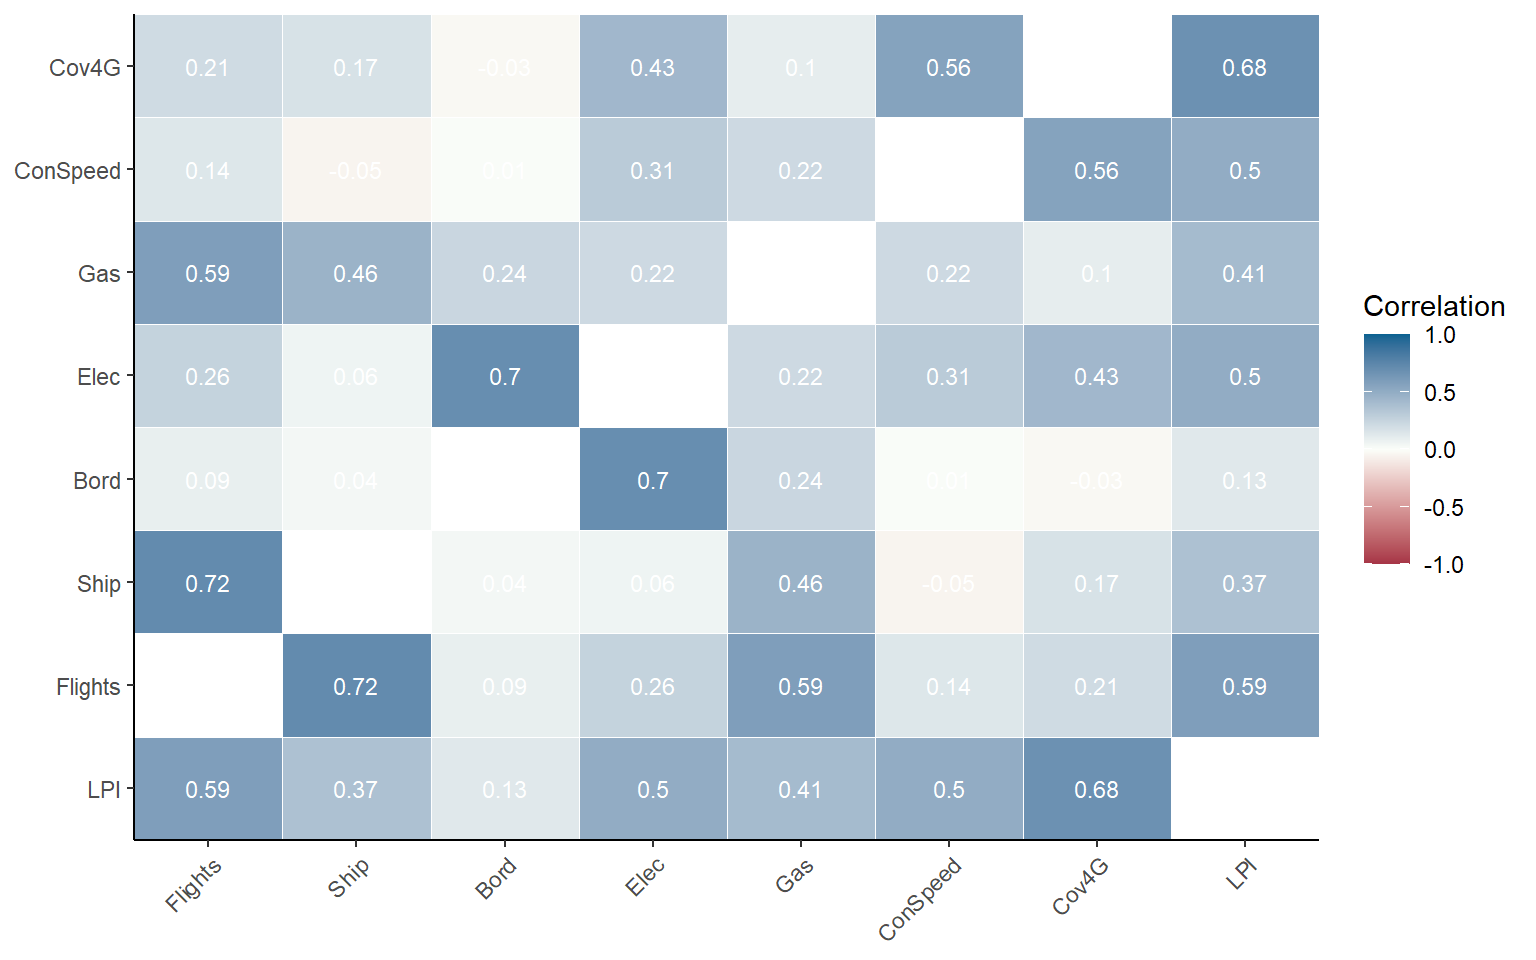 Cov4G 0.21 0.17 -0.03 0.43 0.1 0.56 0.68
ConSpeed 0.14 -0.05 0.01 0.31 0.22 0.56 0.5
Gas 0.59 0.46 0.24 0.22 0.22 0.1 0.41
Elec 0.26 0.06 0.7 0.22 0.31 0.43 0.5
Bord 0.09 0.04 0.7 0.24 0.01 -0.03 0.13
Ship 0.72 0.04 0.06 0.46 -0.05 0.17 0.37
Flights 0.72 0.09 0.26 0.59 0.14 0.21 0.59
LPI 0.59 0.37 0.13 0.5 0.41 0.5 0.68
Flights Ship Bord Elec Gas ConSpeed Cov4G LPI
Correlation
1.0
0.5
0.0
-0.5
-1.0